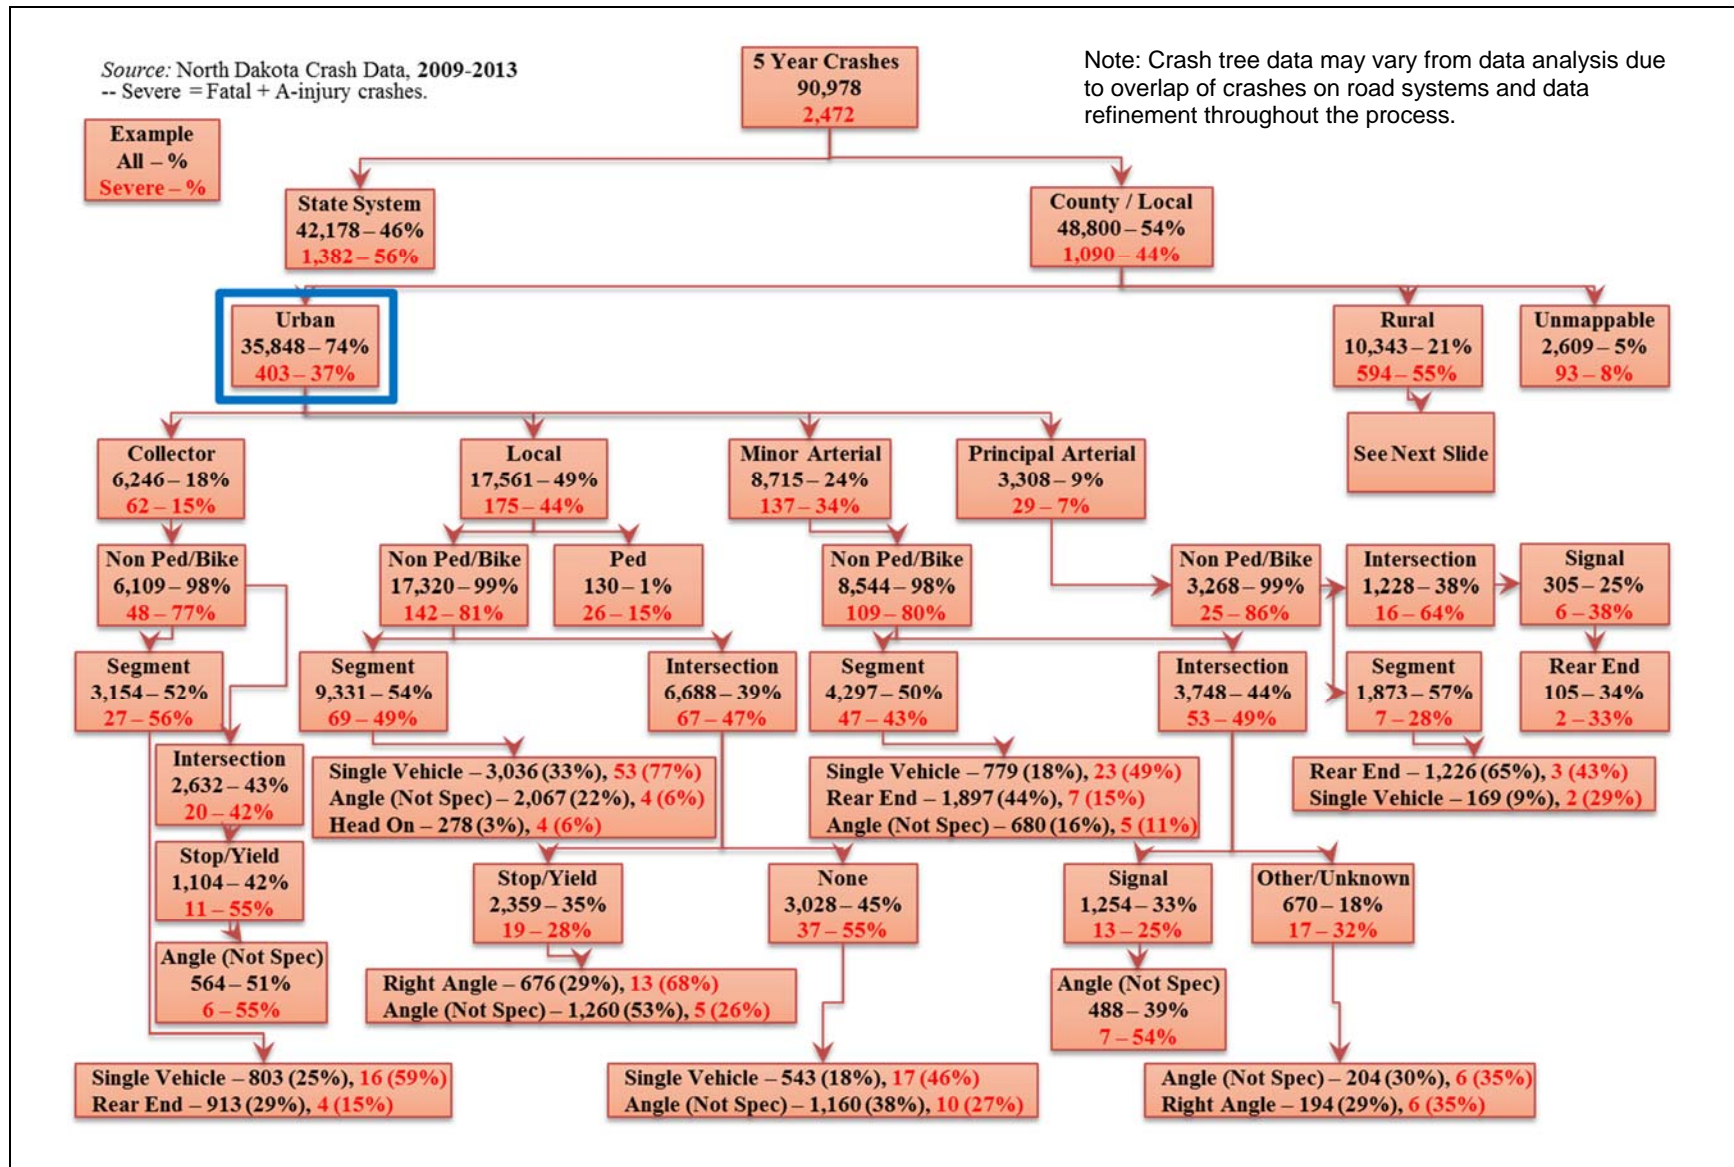 Source: North Dakota Crash Data, 2009-2013
-- Severe = Fatal + A-injury crashes.
5 Year Crashes
90,978
2,472
Note: Crash tree data may vary from data analysis due
to overlap of crashes on road systems and data
refinement throughout the process.
Example
All – %
Severe – %
State System
42,178 – 46%
1,382 – 56%
County / Local
48,800 – 54%
1,090 – 44%
Urban
35,848 – 74%
403 – 37%
Rural
10,343 – 21%
594 – 55%
Unmappable
2,609 – 5%
93 – 8%
See Next Slide
Collector
6,246 – 18%
62 – 15%
Local
17,561 – 49%
175 – 44%
Minor Arterial
8,715 – 24%
137 – 34%
Principal Arterial
3,308 – 9%
29 – 7%
Non Ped/Bike
6,109 – 98%
48 – 77%
Non Ped/Bike
17,320 – 99%
142 – 81%
Ped
130 – 1%
26 – 15%
Non Ped/Bike
8,544 – 98%
109 – 80%
Non Ped/Bike
3,268 – 99%
25 – 86%
Intersection
1,228 – 38%
16 – 64%
Signal
305 – 25%
6 – 38%
Segment
3,154 – 52%
27 – 56%
Segment
9,331 – 54%
69 – 49%
Intersection
6,688 – 39%
67 – 47%
Segment
4,297 – 50%
47 – 43%
Intersection
3,748 – 44%
53 – 49%
Segment
1,873 – 57%
7 – 28%
Rear End
105 – 34%
2 – 33%
Intersection
2,632 – 43%
20 – 42%
Single Vehicle – 3,036 (33%), 53 (77%)
Angle (Not Spec) – 2,067 (22%), 4 (6%)
Head On – 278 (3%), 4 (6%)
Single Vehicle – 779 (18%), 23 (49%)
Rear End – 1,897 (44%), 7 (15%)
Angle (Not Spec) – 680 (16%), 5 (11%)
Rear End – 1,226 (65%), 3 (43%)
Single Vehicle – 169 (9%), 2 (29%)
Stop/Yield
1,104 – 42%
11 – 55%
Stop/Yield
2,359 – 35%
19 – 28%
None
3,028 – 45%
37 – 55%
Signal
1,254 – 33%
13 – 25%
Other/Unknown
670 – 18%
17 – 32%
Angle (Not Spec)
564 – 51%
6 – 55%
Right Angle – 676 (29%), 13 (68%)
Angle (Not Spec) – 1,260 (53%), 5 (26%)
Angle (Not Spec)
488 – 39%
7 – 54%
Single Vehicle – 803 (25%), 16 (59%)
Rear End – 913 (29%), 4 (15%)
Single Vehicle – 543 (18%), 17 (46%)
Angle (Not Spec) – 1,160 (38%), 10 (27%)
Angle (Not Spec) – 204 (30%), 6 (35%)
Right Angle – 194 (29%), 6 (35%)